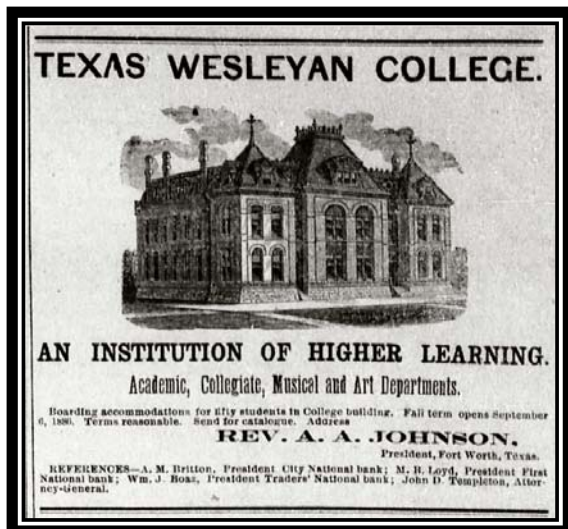 TEXAS WESLEYAN COLLEGE.
AN INSTITUTION OF HIGHER LEARNING.
Academic, Collegiate, Musical and Art Departments.
Boarding accommodations for fifty students in College building. Fall term opens September
6, 1886. Terms reasonable. Send for catalogue. Address
REV. A. A. JOHNSON,
President, Fort Worth, Texas.
REFERENCES—A. M. Britton, President City National bank; M. B. Loyd, President First
National bank; Wm. J. Boaz, President Traders' National bank; John D. Templeton, Attor-
ney-General.